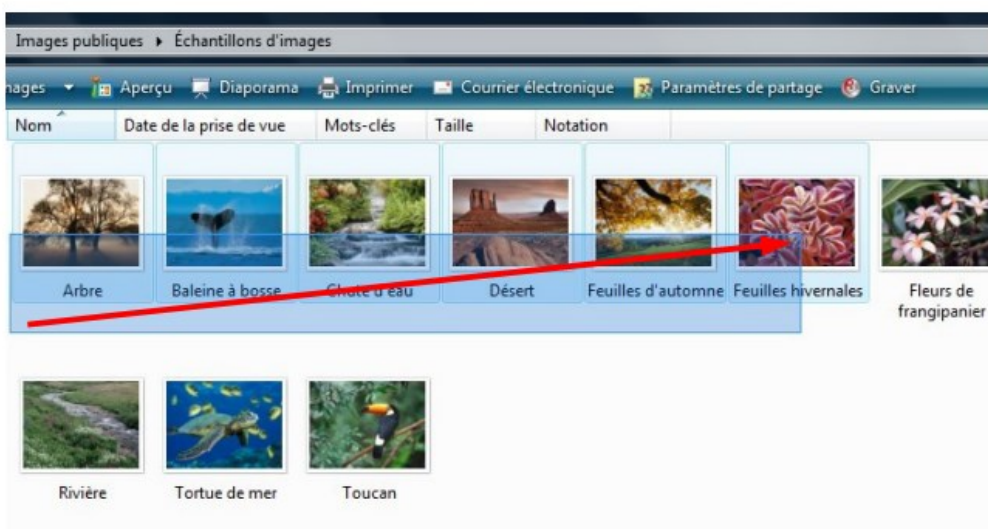 Images publiques ▸ Échantillons d'images
nages Aperçu Diaporama Imprimer Courrier électronique Paramètres de partage Graver
Nom Date de la prise de vue Mots-clés Taille Notation
Arbre Baleine à bosse Chute d'eau Désert Feuilles d'automne Feuilles hivernales Fleurs de
frangipanier
Rivière Tortue de mer Toucan